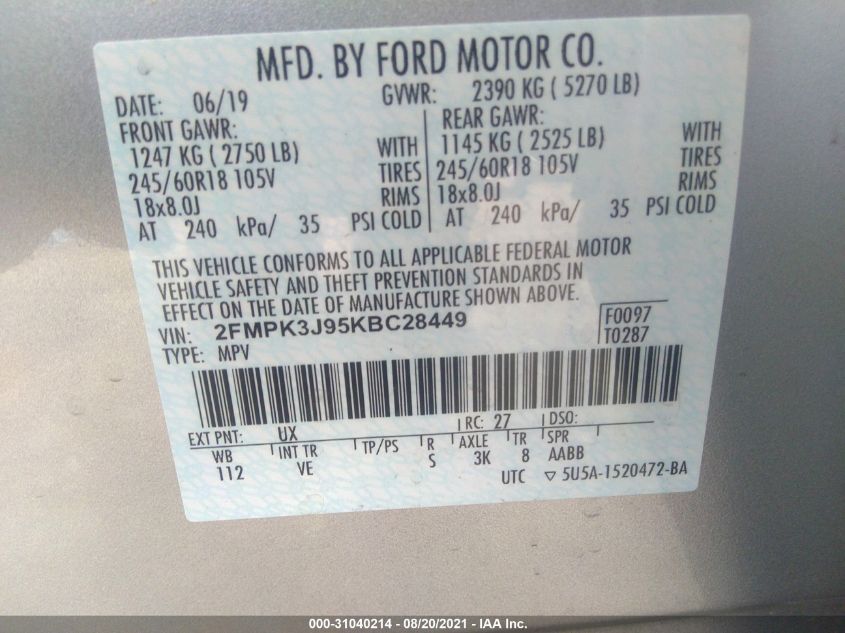 MFD. BY FORD MOTOR CO.
DATE: 06/19 GVWR: 2390 KG ( 5270 LB)
FRONT GAWR: REAR GAWR:
1247 KG ( 2750 LB) WITH 1145 KG ( 2525 LB) WITH
245/60R18 105V TIRES 245/60R18 105V TIRES
18x8.0J RIMS 18x8.0J RIMS
AT 240 kPa/ 35 PSI COLD AT 240 kPa/ 35 PSI COLD
THIS VEHICLE CONFORMS TO ALL APPLICABLE FEDERAL MOTOR
VEHICLE SAFETY AND THEFT PREVENTION STANDARDS IN
EFFECT ON THE DATE OF MANUFACTURE SHOWN ABOVE.
VIN: 2FMPK3J95KBC28449 F0097
TYPE: MPV T0287
EXT PNT: UX RC: 27 DSO:
WB INT TR TP/PS R AXLE TR SPR
112 VE S 3K 8 AABB
UTC ▽ 5U5A-1520472-BA
000-31040214 - 08/20/2021 - IAA Inc.